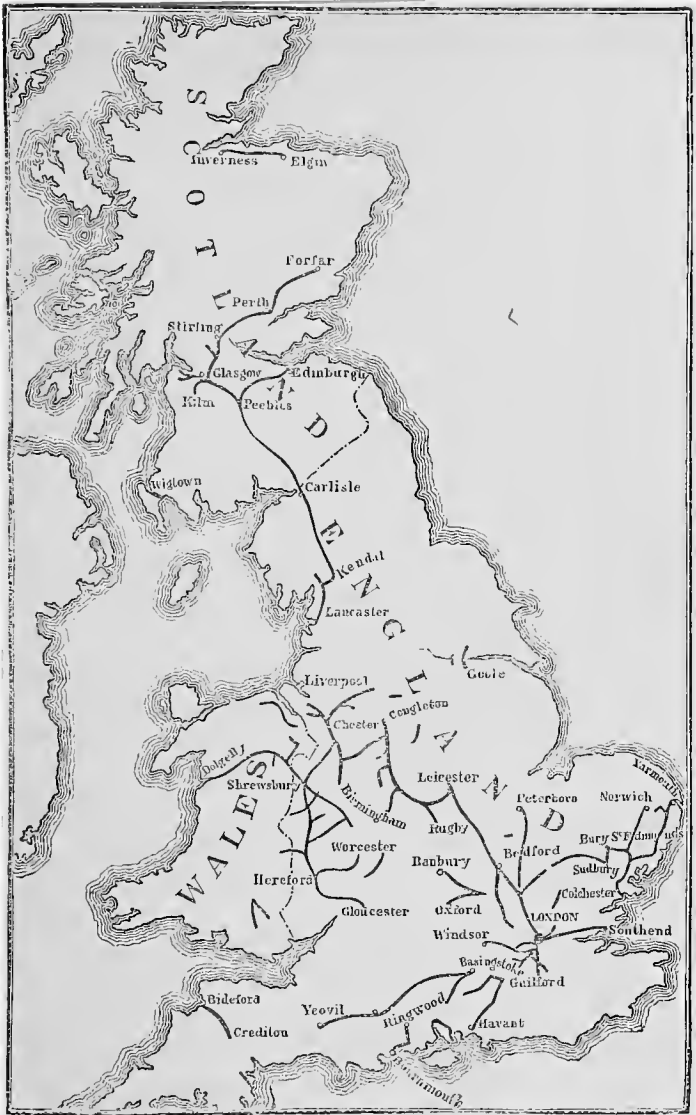 SCOTLAND
Inverness
Elgin
Forfar
Perth
Stirling
Glasgow
Edinburgh
Kilm
Peebles
Wigtown
Carlisle
ENGLAND
Kendal
Lancaster
Goole
Liverpool
Chester
Congleton
Dolgelly
Shrewsbury
WALES
Birmingham
Leicester
Rugby
Peterboro
Norwich
Yarmouth
Bury St Edmunds
Bedford
Sudbury
Banbury
Worcester
Hereford
Gloucester
Oxford
Colchester
LONDON
Windsor
Southend
Basingstoke
Guilford
Bideford
Crediton
Yeovil
Ringwood
Havant
Bournmouth